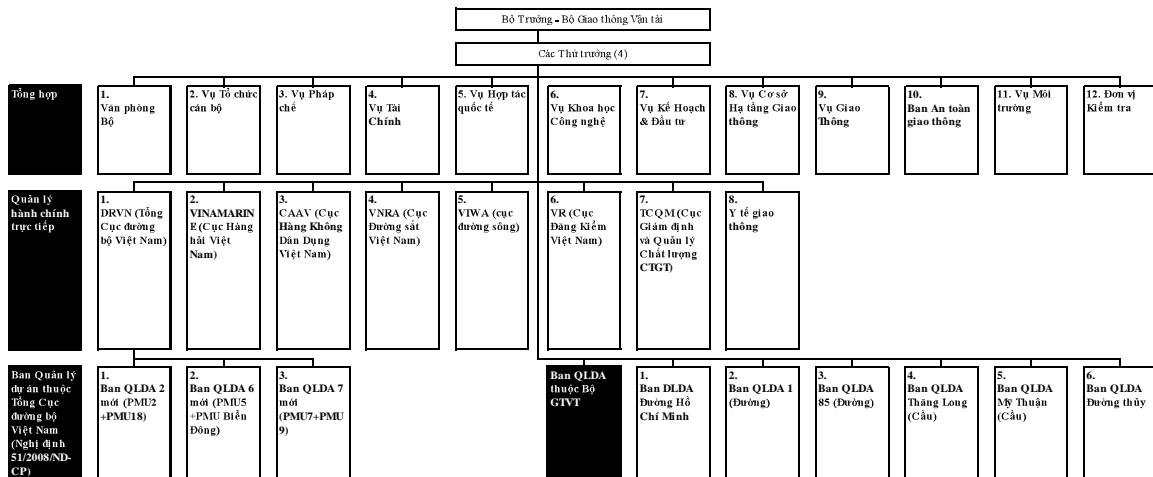 Bộ Trưởng - Bộ Giao thông Vận tải
Các Thứ trưởng (4)
Tổng hợp
1.
Văn phòng
Bộ
2. Vụ Tổ chức
cán bộ
3. Vụ Pháp
chế
4.
Vụ Tài
Chính
5. Vụ Hợp tác
quốc tế
6.
Vụ Khoa học
Công nghệ
7.
Vụ Kế Hoạch
& Đầu tư
8. Vụ Cơ sở
Hạ tầng Giao
thông
9.
Vụ Giao
Thông
10.
Ban An toàn
giao thông
11. Vụ Môi
trường
12. Đơn vị
Kiểm tra
Quản lý
hành chính
trực tiếp
1.
DRVN (Tổng
Cục đường
bộ Việt Nam)
2.
VINAMARIN
E (Cục Hàng
hải Việt
Nam)
3.
CAAV (Cục
Hàng Không
Dân Dụng
Việt Nam)
4.
VNRA (Cục
Đường sắt
Việt Nam)
5.
VIWA (cục
đường sông)
6.
VR (Cục
Đăng Kiểm
Việt Nam)
7.
TCQM (Cục
Giám định
và Quản lý
Chất lượng
CTGT)
8.
Y tế giao
thông
Ban Quản lý
dự án thuộc
Tổng Cục
đường bộ
Việt Nam
(Nghị định
51/2008/ND-
CP)
1.
Ban QLDA 2
mới (PMU2
+PMU18)
2.
Ban QLDA 6
mới (PMU5
+PMU Biển
Đông)
3.
Ban QLDA 7
mới
(PMU7+PMU
9)
Ban QLDA
thuộc Bộ
GTVT
1.
Ban DLDA
Đường Hồ
Chí Minh
2.
Ban QLDA 1
(Đường)
3.
Ban QLDA
85 (Đường)
4.
Ban QLDA
Thăng Long
(Cầu)
5.
Ban QLDA
Mỹ Thuận
(Cầu)
6.
Ban QLDA
Đường thủy